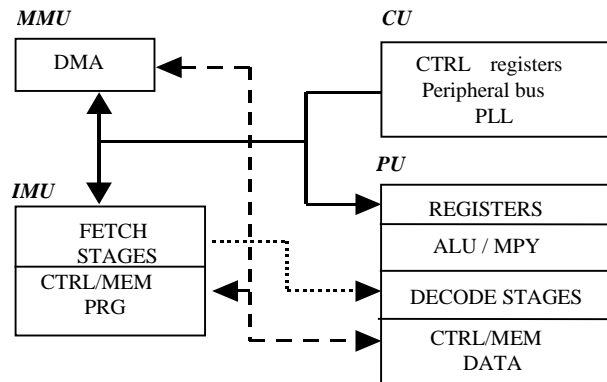 MMU
DMA
CU
CTRL registers
Peripheral bus
PLL
IMU
FETCH
STAGES
CTRL/MEM
PRG
PU
REGISTERS
ALU / MPY
DECODE STAGES
CTRL/MEM
DATA